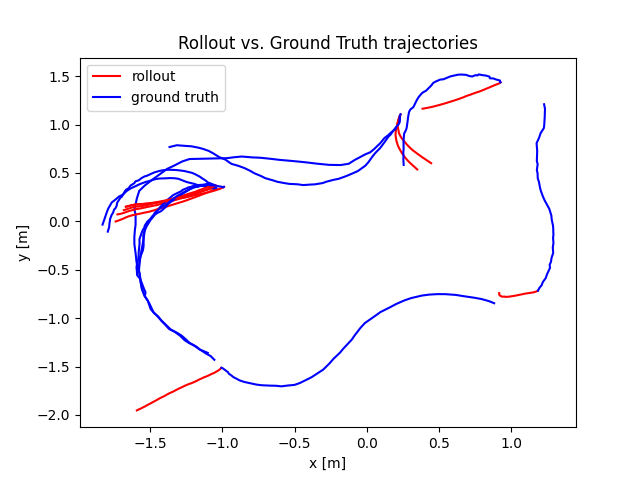 Rollout vs. Ground Truth trajectories
rollout
ground truth
1.5
1.0
0.5
0.0
−0.5
−1.0
−1.5
−2.0
y [m]
−1.5 −1.0 −0.5 0.0 0.5 1.0
x [m]